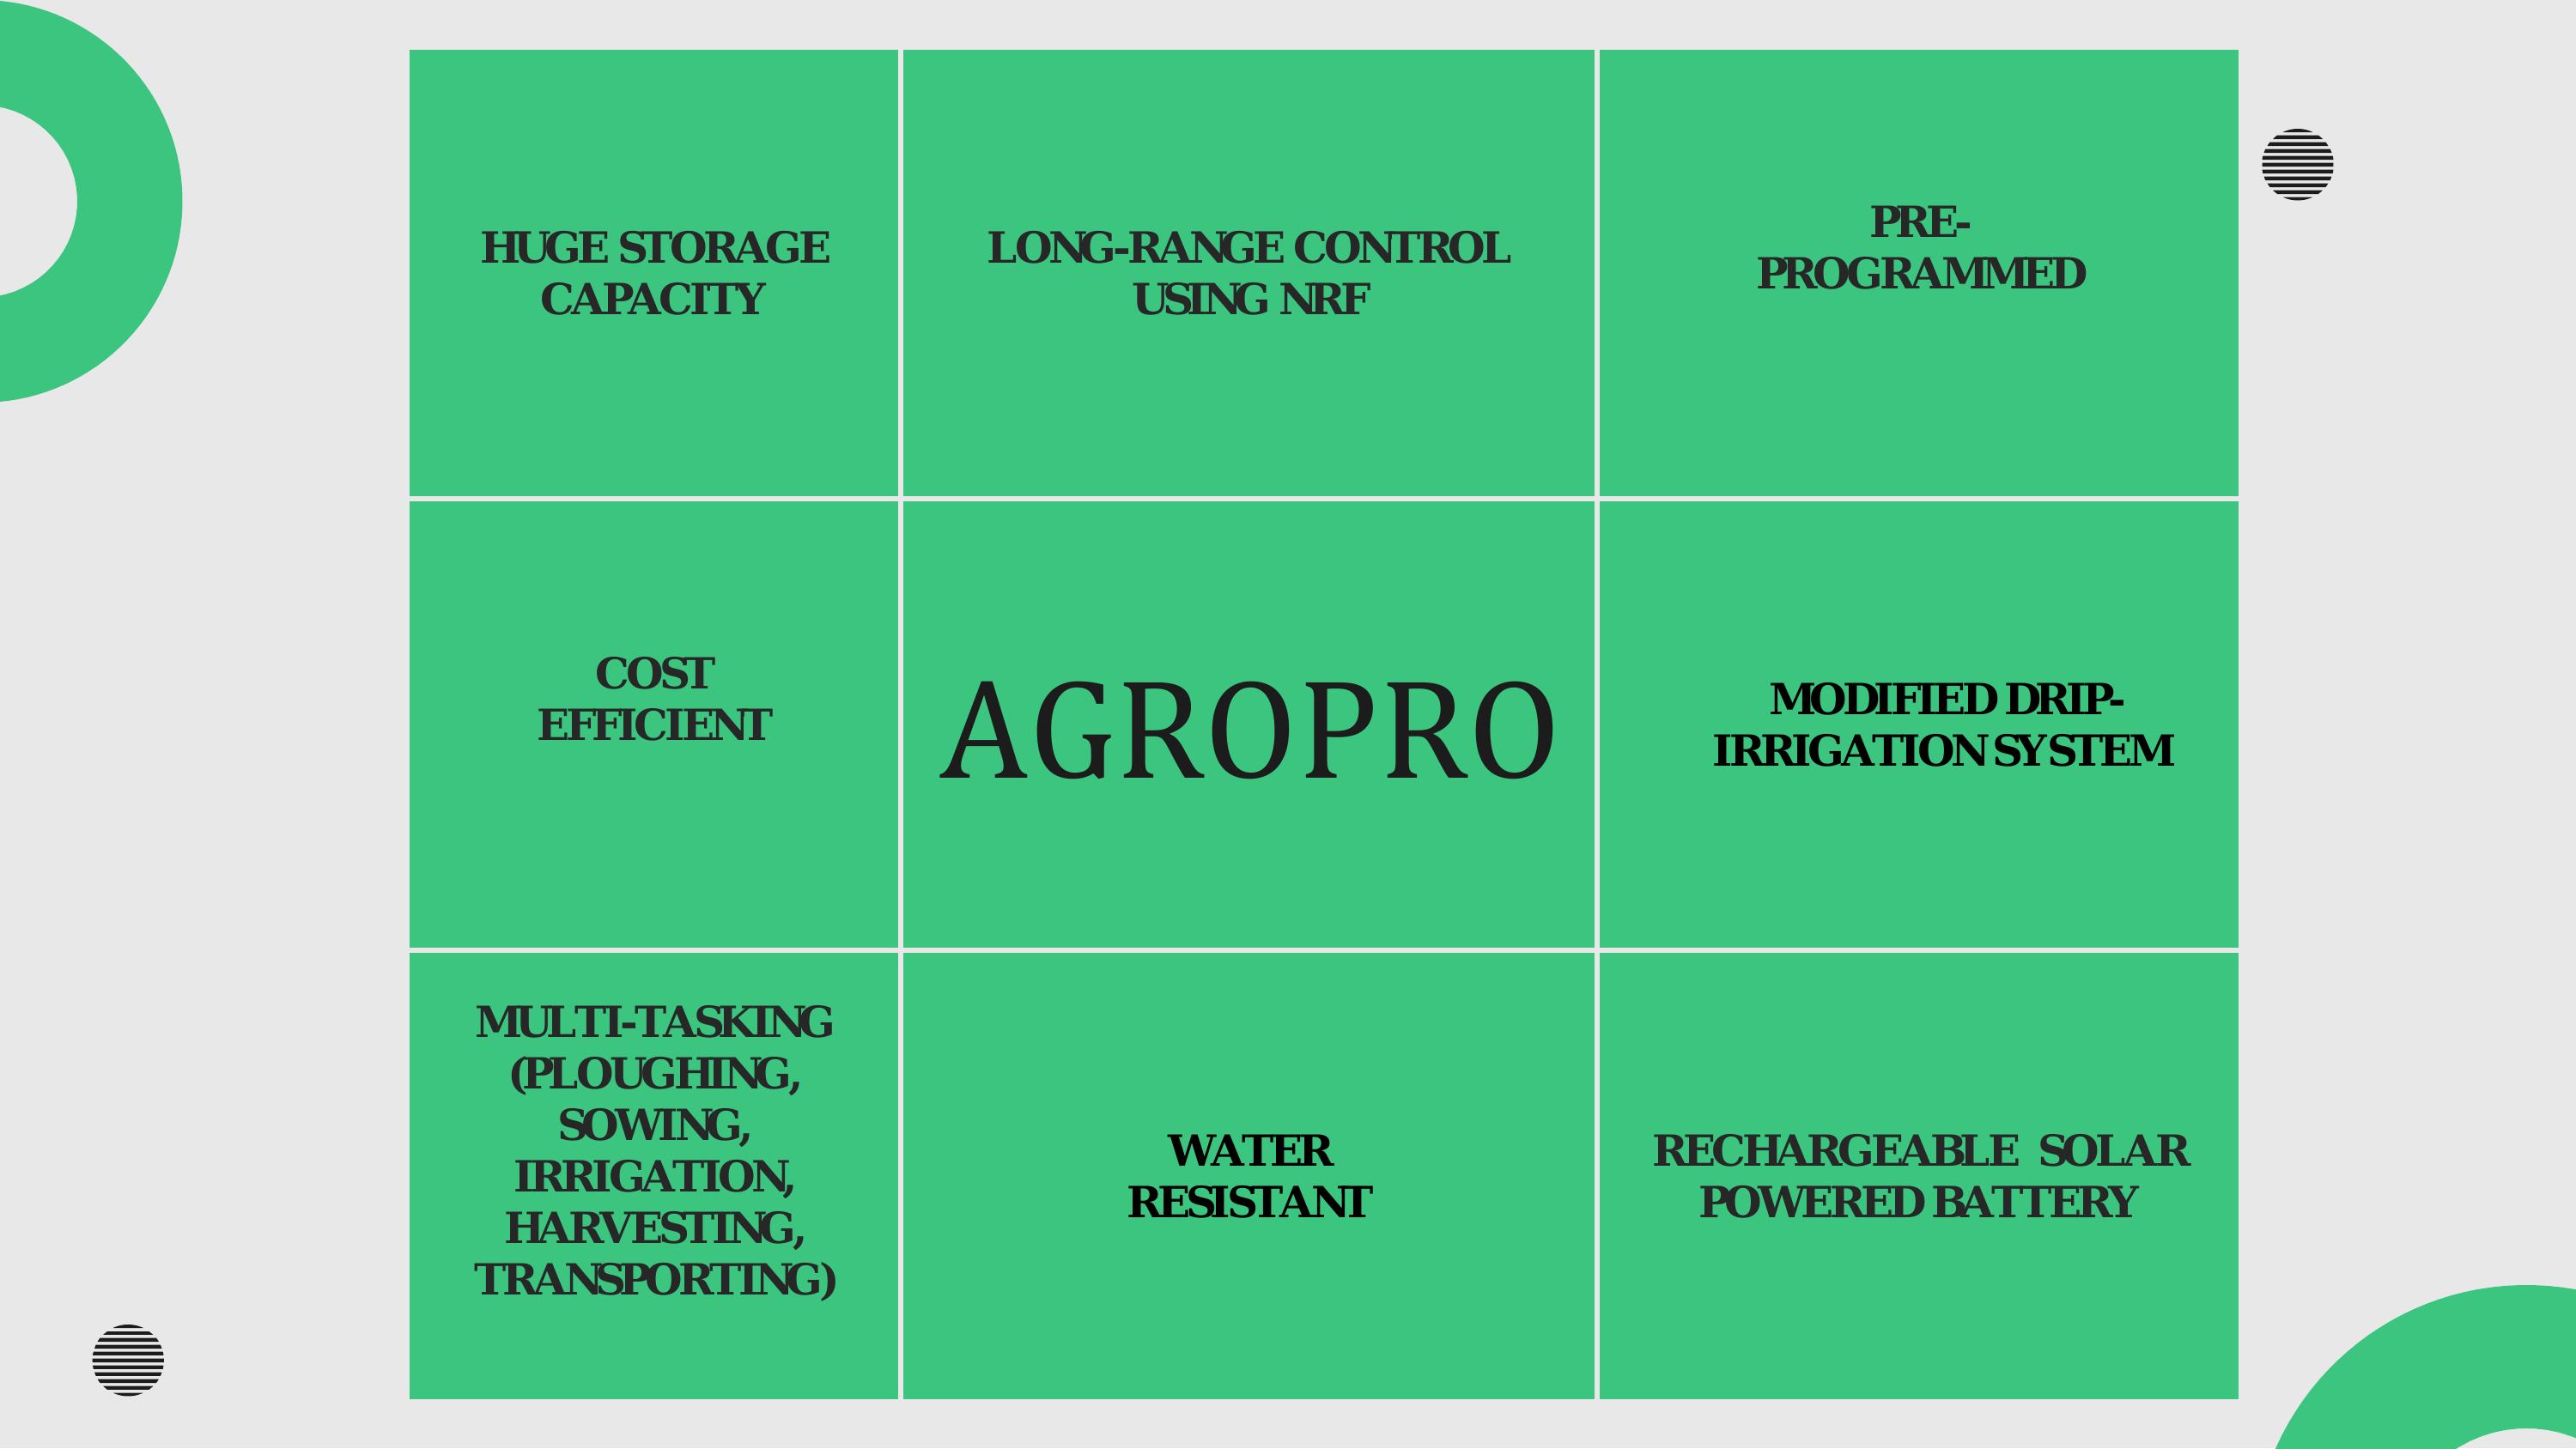 HUGE STORAGE
CAPACITY
LONG-RANGE CONTROL
USING NRF
PRE-
PROGRAMMED
COST
EFFICIENT
AGROPRO
MODIFIED DRIP-
IRRIGATION SYSTEM
MULTI-TASKING
(PLOUGHING,
SOWING,
IRRIGATION,
HARVESTING,
TRANSPORTING)
WATER
RESISTANT
RECHARGEABLE SOLAR
POWERED BATTERY